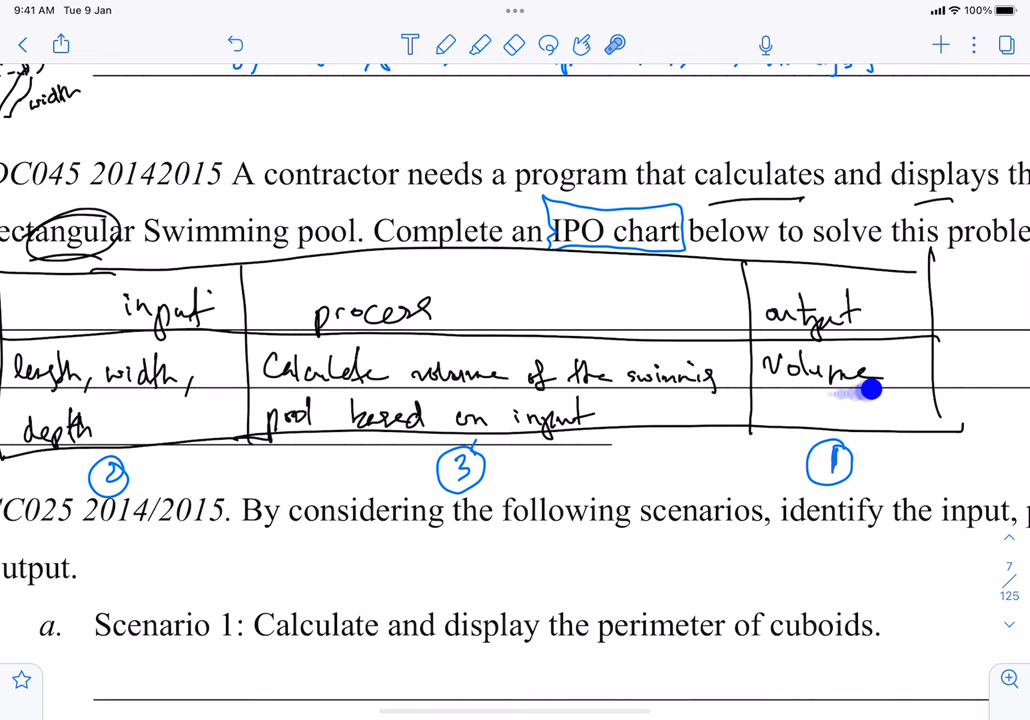 9:41 AM Tue 9 Jan
100%
width
DC045 20142015 A contractor needs a program that calculates and displays th
ectangular Swimming pool. Complete an IPO chart below to solve this proble
input process output
length, width, Calculate volume of the swimming Volume
depth pool based on input
2 3 1
C025 2014/2015. By considering the following scenarios, identify the input, p
utput.
7
125
a. Scenario 1: Calculate and display the perimeter of cuboids.